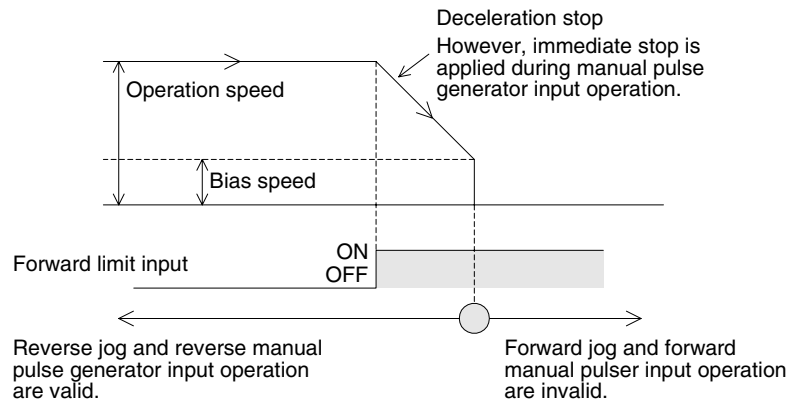 Deceleration stop
However, immediate stop is
applied during manual pulse
generator input operation.
Operation speed
Bias speed
Forward limit input
ON
OFF
Reverse jog and reverse manual
pulse generator input operation
are valid.
Forward jog and forward
manual pulser input operation
are invalid.